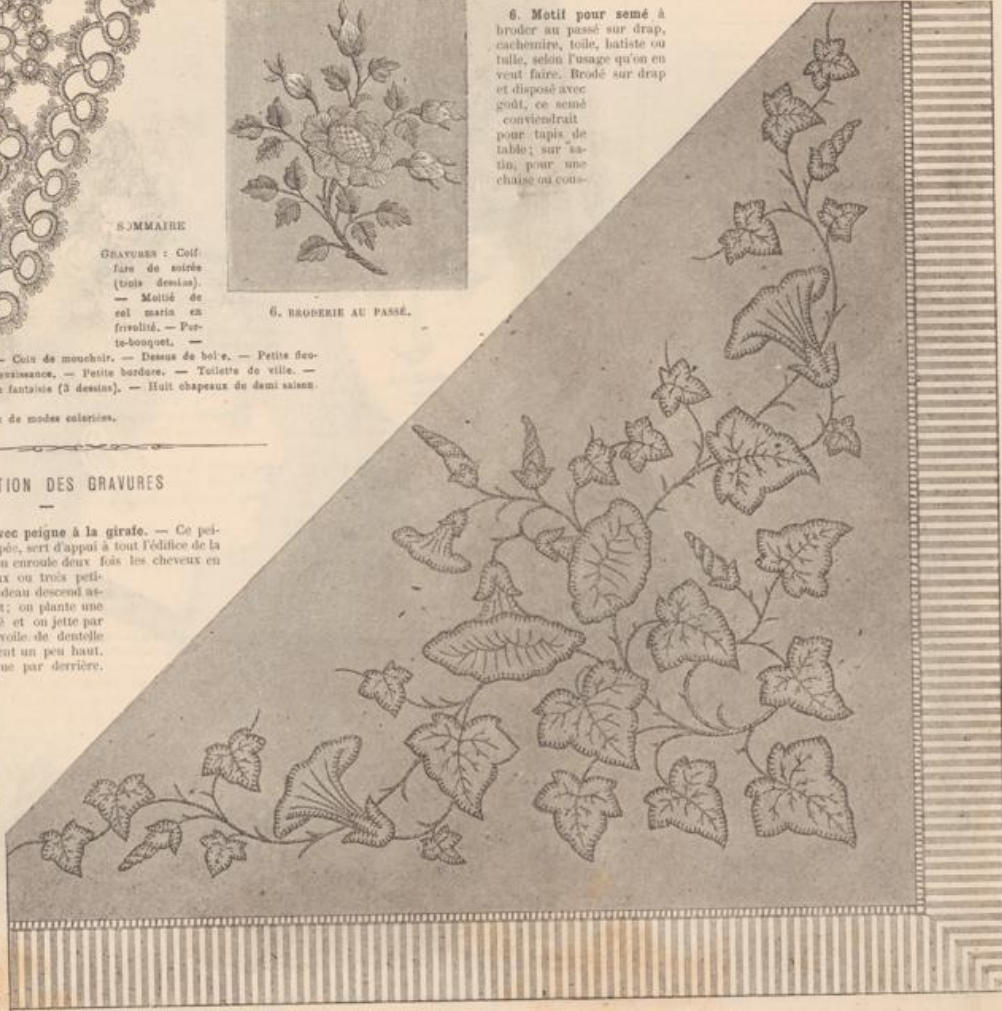 6. Motif pour semé à
broder au passé sur drap,
cachemire, toile, batiste ou
tulle, selon l'usage qu'on en
veut faire. Brodé sur drap
et disposé avec
goût, ce semé
conviendrait
pour tapis de
table; sur sa-
tin, pour une
chaise ou cous-
6. BRODERIE AU PASSÉ.
SOMMAIRE
GRAVURES : Coif-
fure de soirée
(trois dessins).
— Moitié de
col marin en
frivolité. — Por-
te-bouquet. —
— Coin de mouchoir. — Dessus de boîte. — Petite
naissance. — Petite bordure. — Toilette de ville. —
fantaisie (3 dessins). — Huit chapeaux de demi saison.
de modes coloriées.
TION DES GRAVURES
vec peigne à la girafe. — Ce pei-
pée, sert d'appui à tout l'édifice de la
n enroule deux fois les cheveux en
ux ou trois peti-
deau descend as-
t; on plante une
é et on jette par
voile de dentelle
ent un peu haut.
ne par derrière.